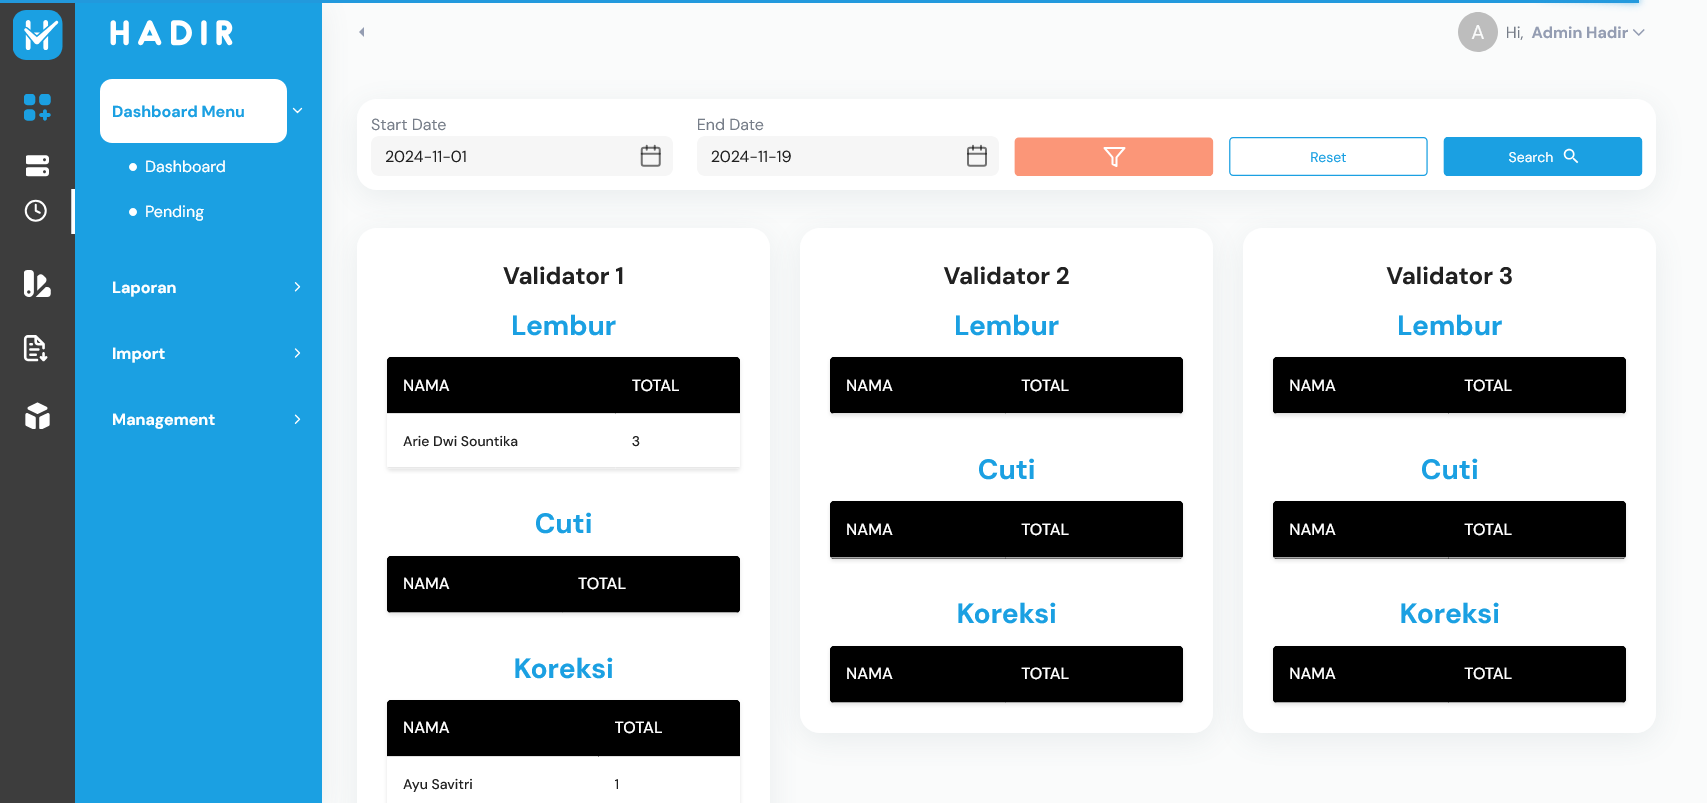 HADIR
Dashboard Menu
Dashboard
Pending
Laporan
Import
Management
A Hi, Admin Hadir
Start Date End Date
2024-11-01 2024-11-19 Reset Search
Validator 1
Lembur
NAMA TOTAL
Arie Dwi Sountika 3
Cuti
NAMA TOTAL
Koreksi
NAMA TOTAL
Ayu Savitri 1
Validator 2
Lembur
NAMA TOTAL
Cuti
NAMA TOTAL
Koreksi
NAMA TOTAL
Validator 3
Lembur
NAMA TOTAL
Cuti
NAMA TOTAL
Koreksi
NAMA TOTAL